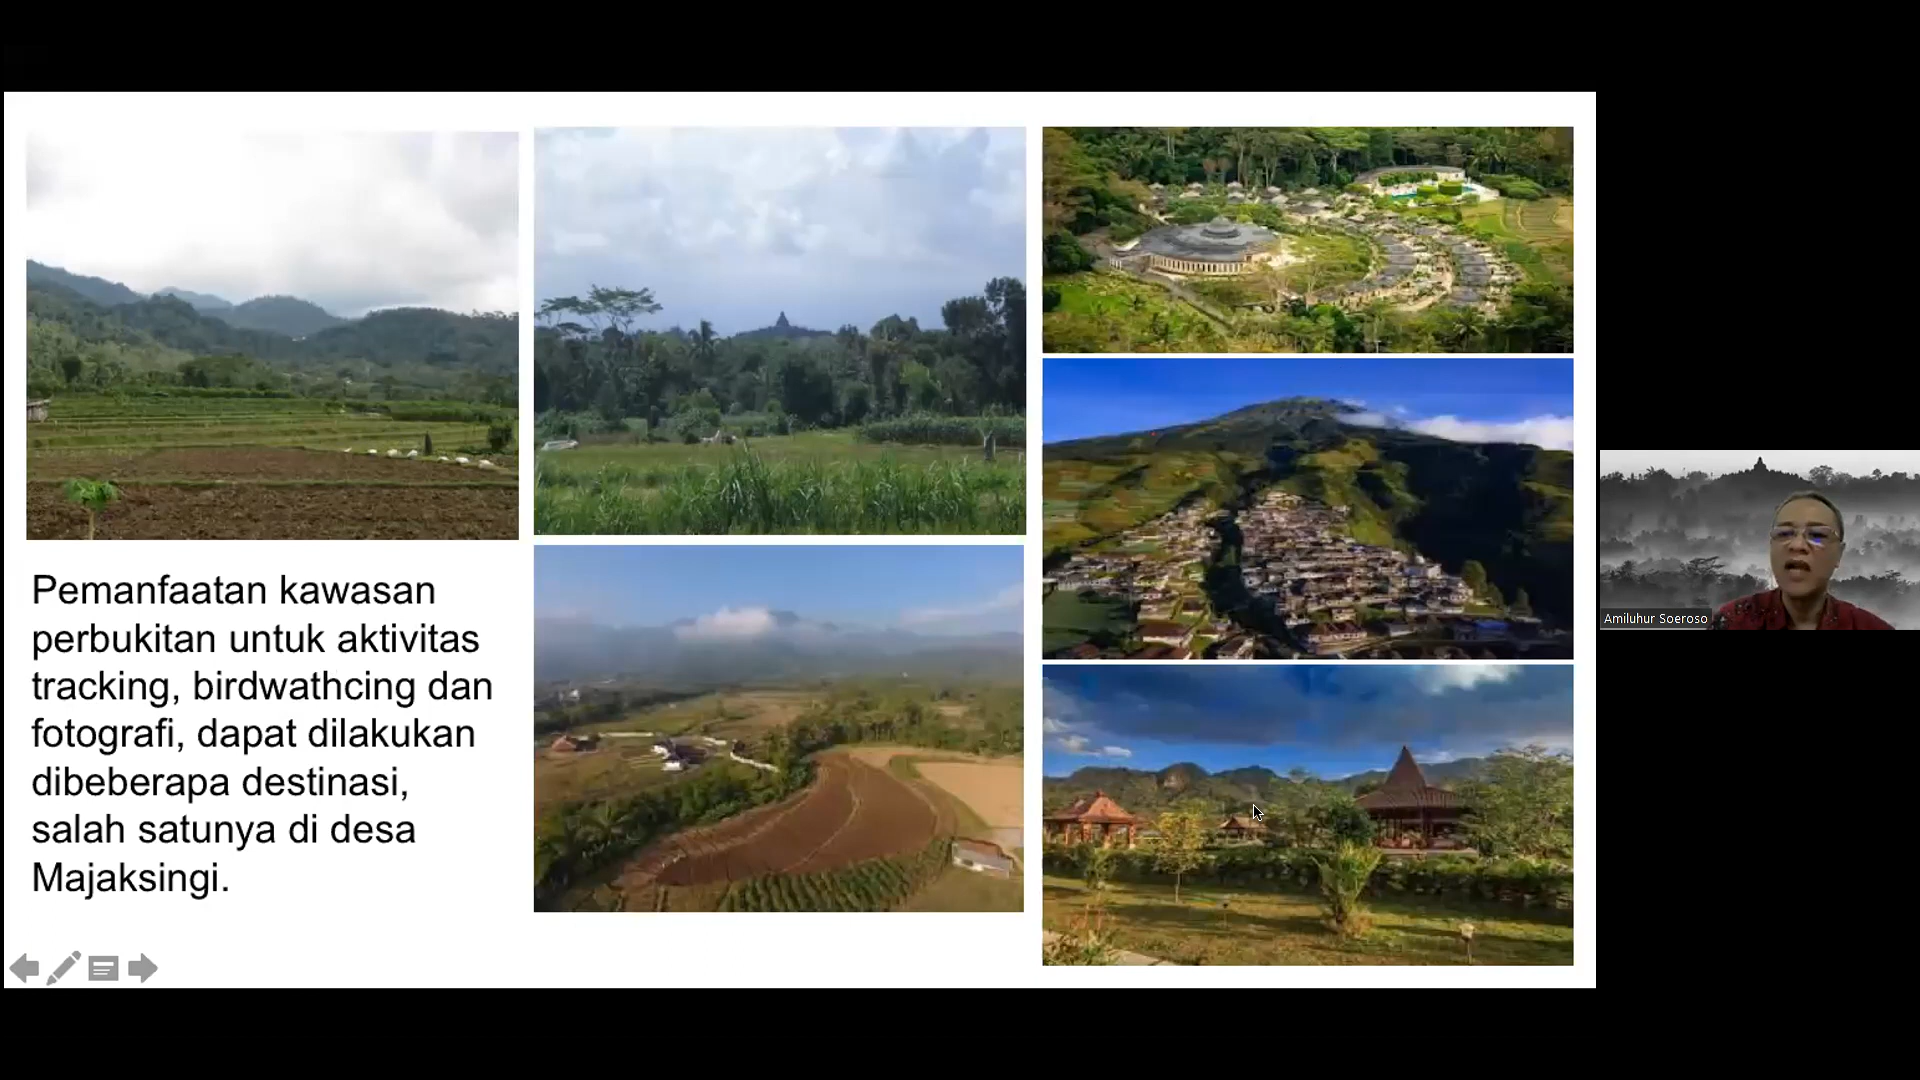 Pemanfaatan kawasan
perbukitan untuk aktivitas
tracking, birdwathcing dan
fotografi, dapat dilakukan
dibeberapa destinasi,
salah satunya di desa
Majaksingi.
Amiluhur Soeroso